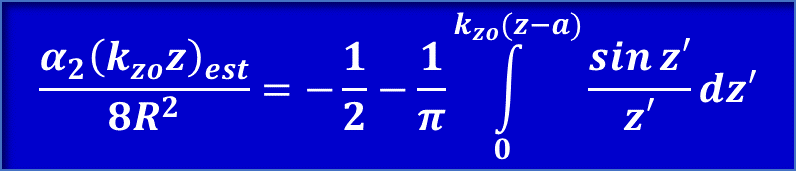 α₂(k_zo z)_est / 8R² = − 1/2 − 1/π ∫₀^{k_zo(z−a)} sin z′ / z′ dz′